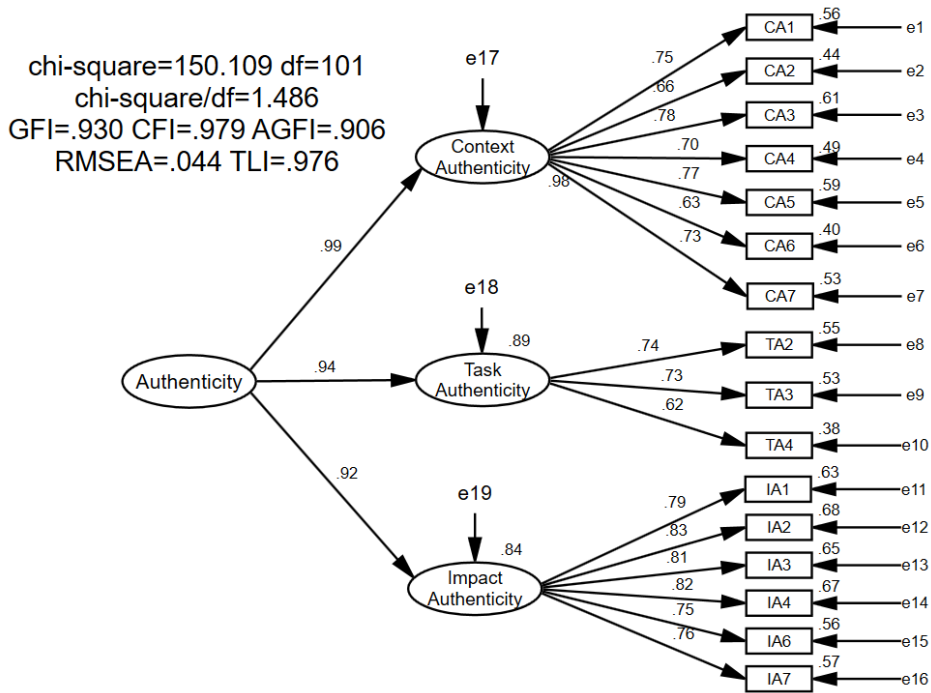 chi-square=150.109 df=101
chi-square/df=1.486
GFI=.930 CFI=.979 AGFI=.906
RMSEA=.044 TLI=.976
e17
Context
Authenticity
.98
.75
.66
.78
.70
.77
.63
.73
CA1
.56
e1
CA2
.44
e2
CA3
.61
e3
CA4
.49
e4
CA5
.59
e5
CA6
.40
e6
CA7
.53
e7
.99
Authenticity
.94
.92
e18
.89
Task
Authenticity
.74
.73
.62
TA2
.55
e8
TA3
.53
e9
TA4
.38
e10
e19
.84
Impact
Authenticity
.79
.83
.81
.82
.75
.76
IA1
.63
e11
IA2
.68
e12
IA3
.65
e13
IA4
.67
e14
IA6
.56
e15
IA7
.57
e16